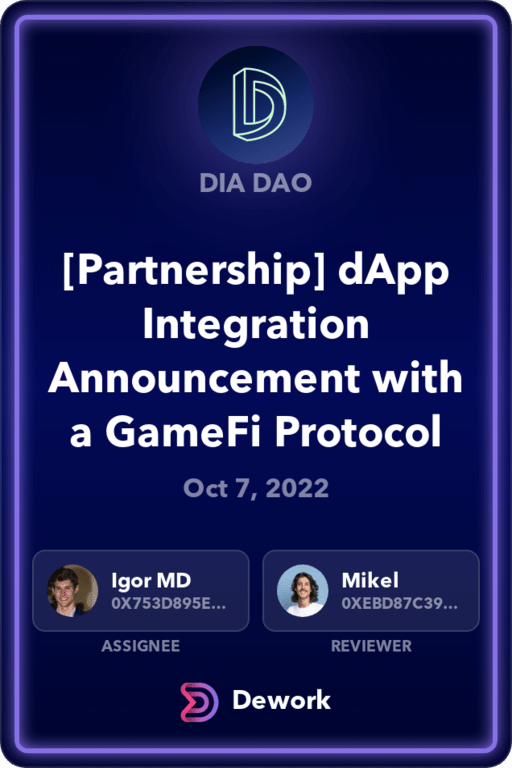 DIA DAO
[Partnership] dApp
Integration
Announcement with
a GameFi Protocol
Oct 7, 2022
Igor MD
0X753D895E...
ASSIGNEE
Mikel
0XEBD87C39...
REVIEWER
Dework